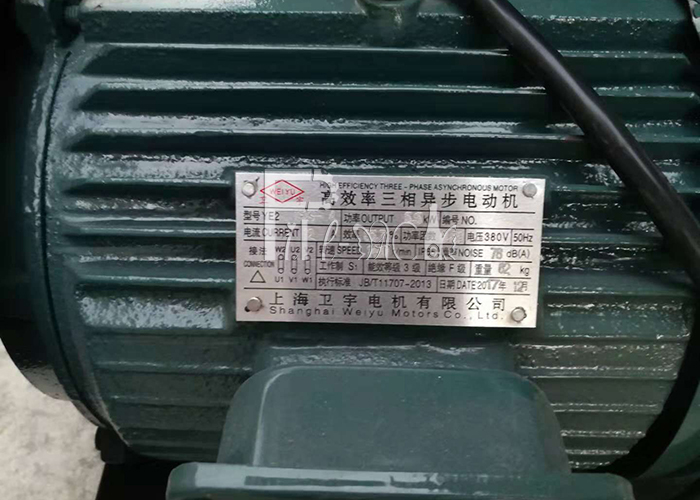 WEIYU
HIGH EFFICIENCY THREE - PHASE ASYNCHRONOUS MOTOR
高效率三相异步电动机
型号 YE2 功率OUTPUT kW 编号 NO.
电流 CURRENT 电压 380V 50Hz
接法 W2 U2 V2 SPEED NOISE 78 dB(A)
CONNECTION 工作制 S1 能效等级 3 级 绝缘 F 级 重量 62 kg
U1 V1 W1 执行标准 JB/T11707-2013 日期 DATE 2017年 12月
上海卫宇电机有限公司
Shanghai Weiyu Motors Co., Ltd.